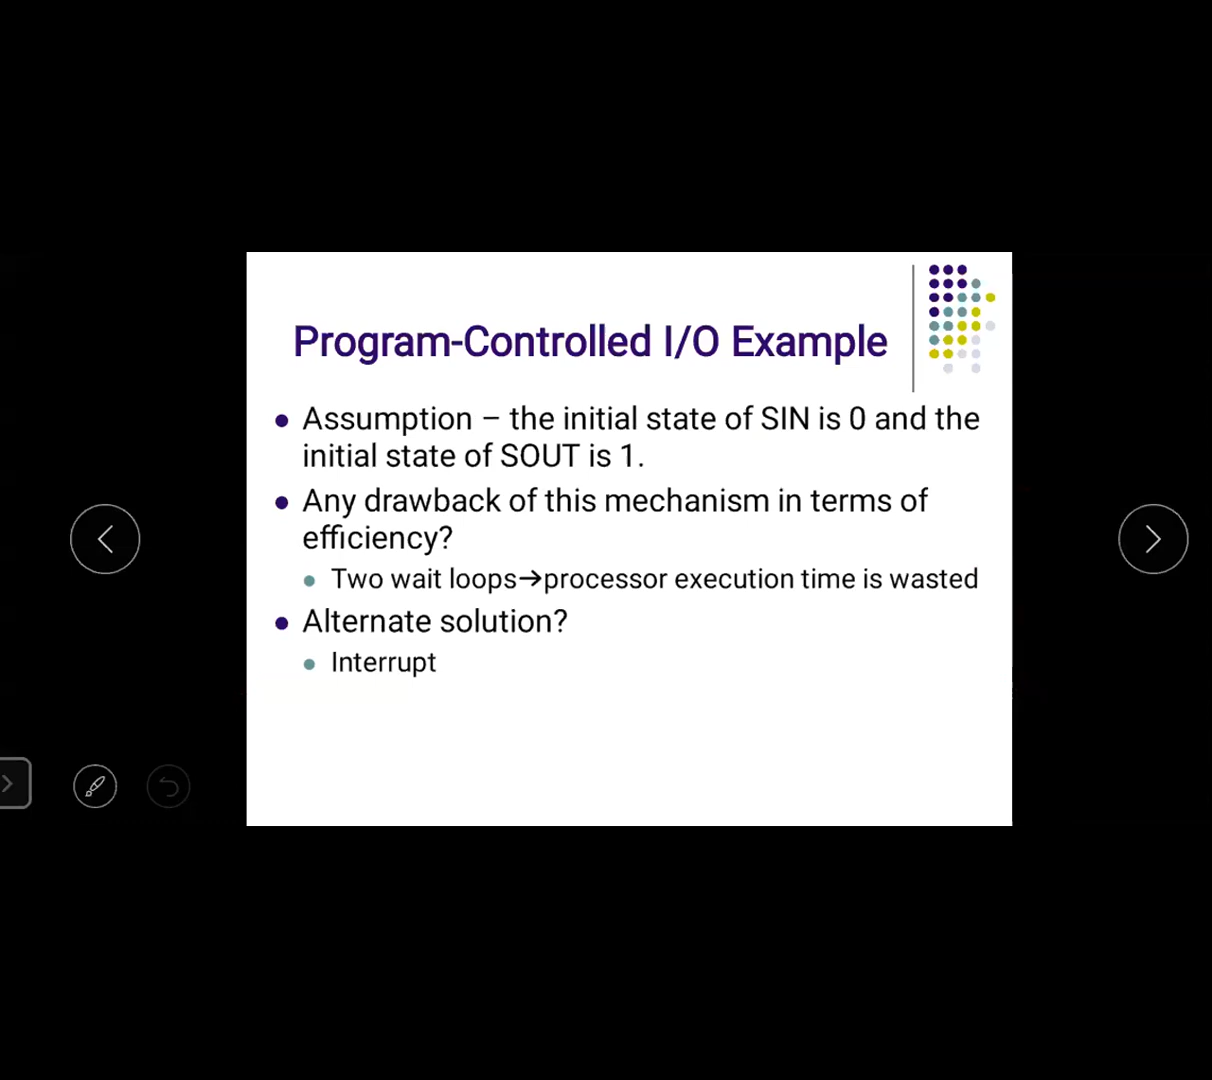 Program-Controlled I/O Example
Assumption – the initial state of SIN is 0 and the
initial state of SOUT is 1.
Any drawback of this mechanism in terms of
efficiency?
Two wait loops→processor execution time is wasted
Alternate solution?
Interrupt